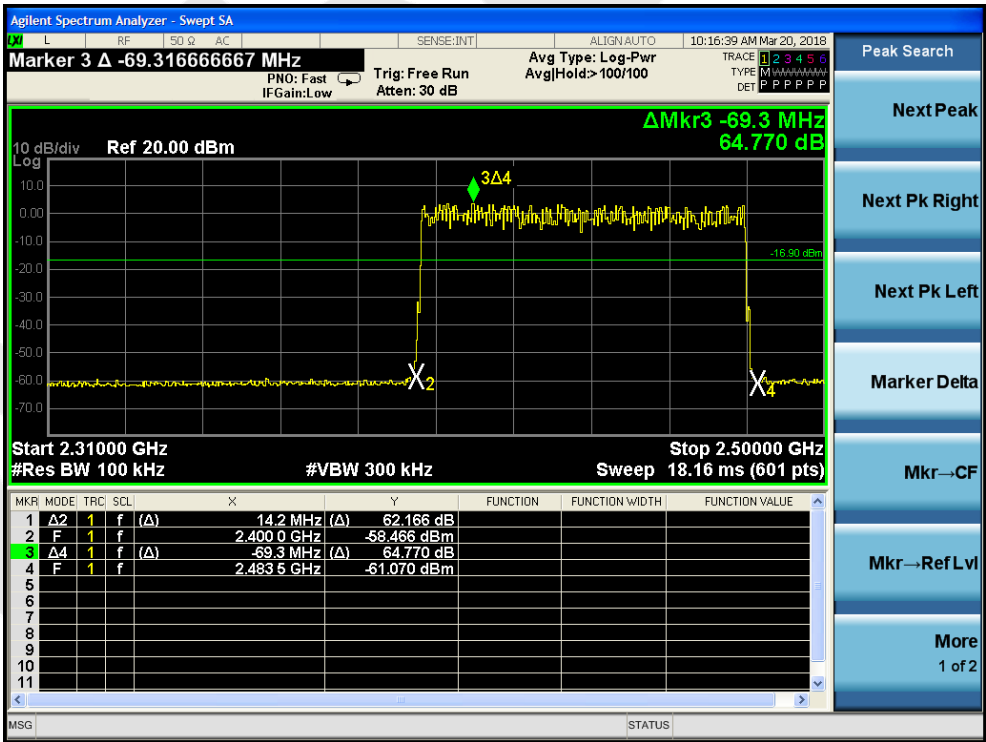 Agilent Spectrum Analyzer - Swept SA
LXI L RF 50 Ω AC SENSE:INT ALIGN AUTO 10:16:39 AM Mar 20, 2018
Marker 3 Δ -69.316666667 MHz
PNO: Fast
IFGain:Low
Trig: Free Run
Atten: 30 dB
Avg Type: Log-Pwr
Avg|Hold:>100/100
TRACE 1 2 3 4 5 6
TYPE M W W W W W
DET P P P P P P
Peak Search
Next Peak
Next Pk Right
Next Pk Left
Marker Delta
Mkr→CF
Mkr→Ref Lvl
More
1 of 2
ΔMkr3 -69.3 MHz
64.770 dB
10 dB/div Ref 20.00 dBm
Log
10.0
0.00
-10.0
-20.0
-30.0
-40.0
-50.0
-60.0
-70.0
3Δ4
-16.90 dBm
2
4
Start 2.31000 GHz Stop 2.50000 GHz
#Res BW 100 kHz #VBW 300 kHz Sweep 18.16 ms (601 pts)
MKR MODE TRC SCL X Y FUNCTION FUNCTION WIDTH FUNCTION VALUE
1 Δ2 1 f (Δ) 14.2 MHz (Δ) 62.166 dB
2 F 1 f 2.400 0 GHz -58.466 dBm
3 Δ4 1 f (Δ) -69.3 MHz (Δ) 64.770 dB
4 F 1 f 2.483 5 GHz -61.070 dBm
5
6
7
8
9
10
11
MSG STATUS